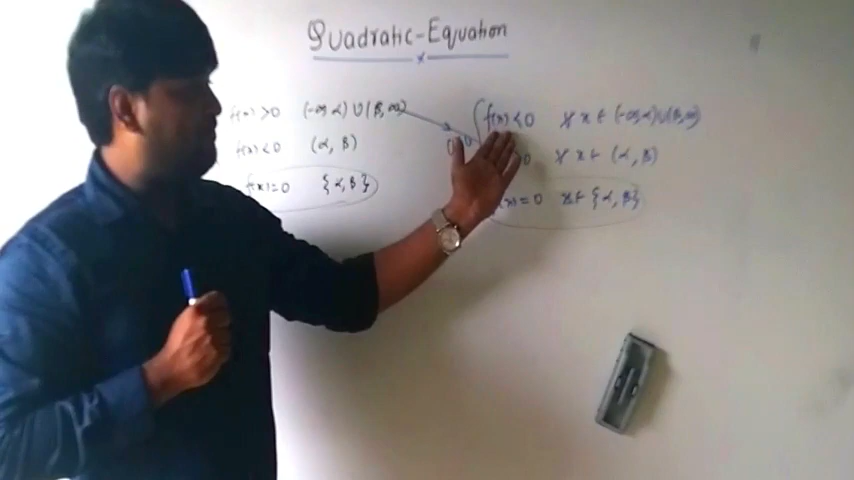 Quadratic-Equation
f(x) > 0 (-∞, α) ∪ (β, ∞)
f(x) < 0 (α, β)
f(x) = 0 {α, β}
f(x) < 0 ∀ x ∈ (-∞, α) ∪ (β, ∞)
0 ∀ x ∈ (α, β)
(x) = 0 x ∈ {α, β}